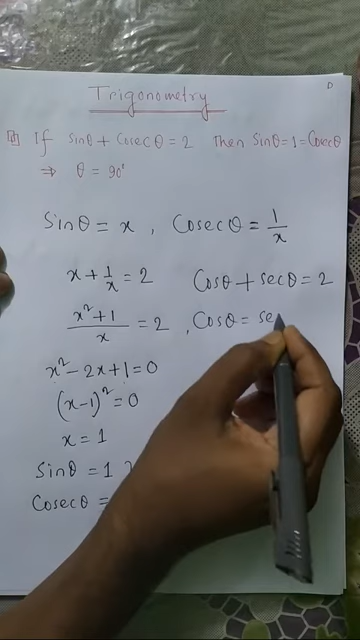 Trigonometry
If Sinθ + Cosecθ = 2 Then Sinθ = 1 = Cosecθ
⇒ θ = 90°
Sinθ = x , Cosecθ = 1/x
x + 1/x = 2
(x² + 1)/x = 2
x² - 2x + 1 = 0
(x-1)² = 0
x = 1
Sinθ = 1
Cosecθ =
Cosθ + secθ = 2
, Cosθ = se